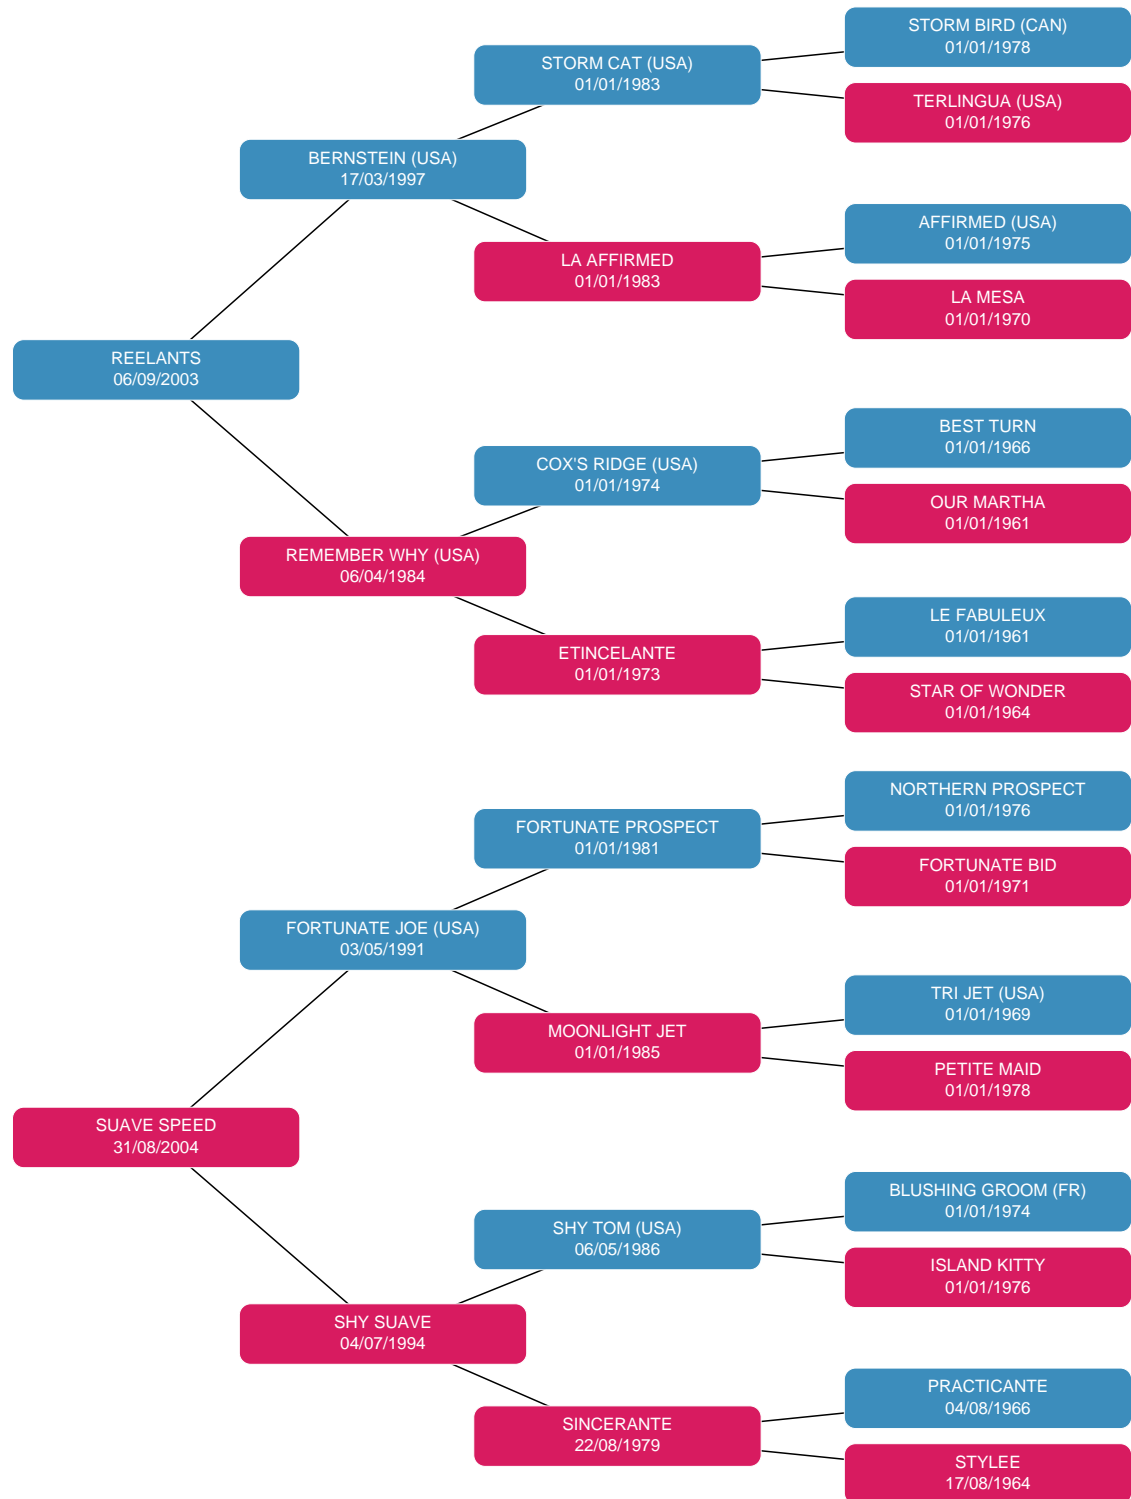 STORM BIRD (CAN)
01/01/1978
STORM CAT (USA)
01/01/1983
TERLINGUA (USA)
01/01/1976
BERNSTEIN (USA)
17/03/1997
AFFIRMED (USA)
01/01/1975
LA AFFIRMED
01/01/1983
LA MESA
01/01/1970
REELANTS
06/09/2003
BEST TURN
01/01/1966
COX'S RIDGE (USA)
01/01/1974
OUR MARTHA
01/01/1961
REMEMBER WHY (USA)
06/04/1984
LE FABULEUX
01/01/1961
ETINCELANTE
01/01/1973
STAR OF WONDER
01/01/1964
NORTHERN PROSPECT
01/01/1976
FORTUNATE PROSPECT
01/01/1981
FORTUNATE BID
01/01/1971
FORTUNATE JOE (USA)
03/05/1991
TRI JET (USA)
01/01/1969
MOONLIGHT JET
01/01/1985
PETITE MAID
01/01/1978
SUAVE SPEED
31/08/2004
BLUSHING GROOM (FR)
01/01/1974
SHY TOM (USA)
06/05/1986
ISLAND KITTY
01/01/1976
SHY SUAVE
04/07/1994
PRACTICANTE
04/08/1966
SINCERANTE
22/08/1979
STYLEE
17/08/1964